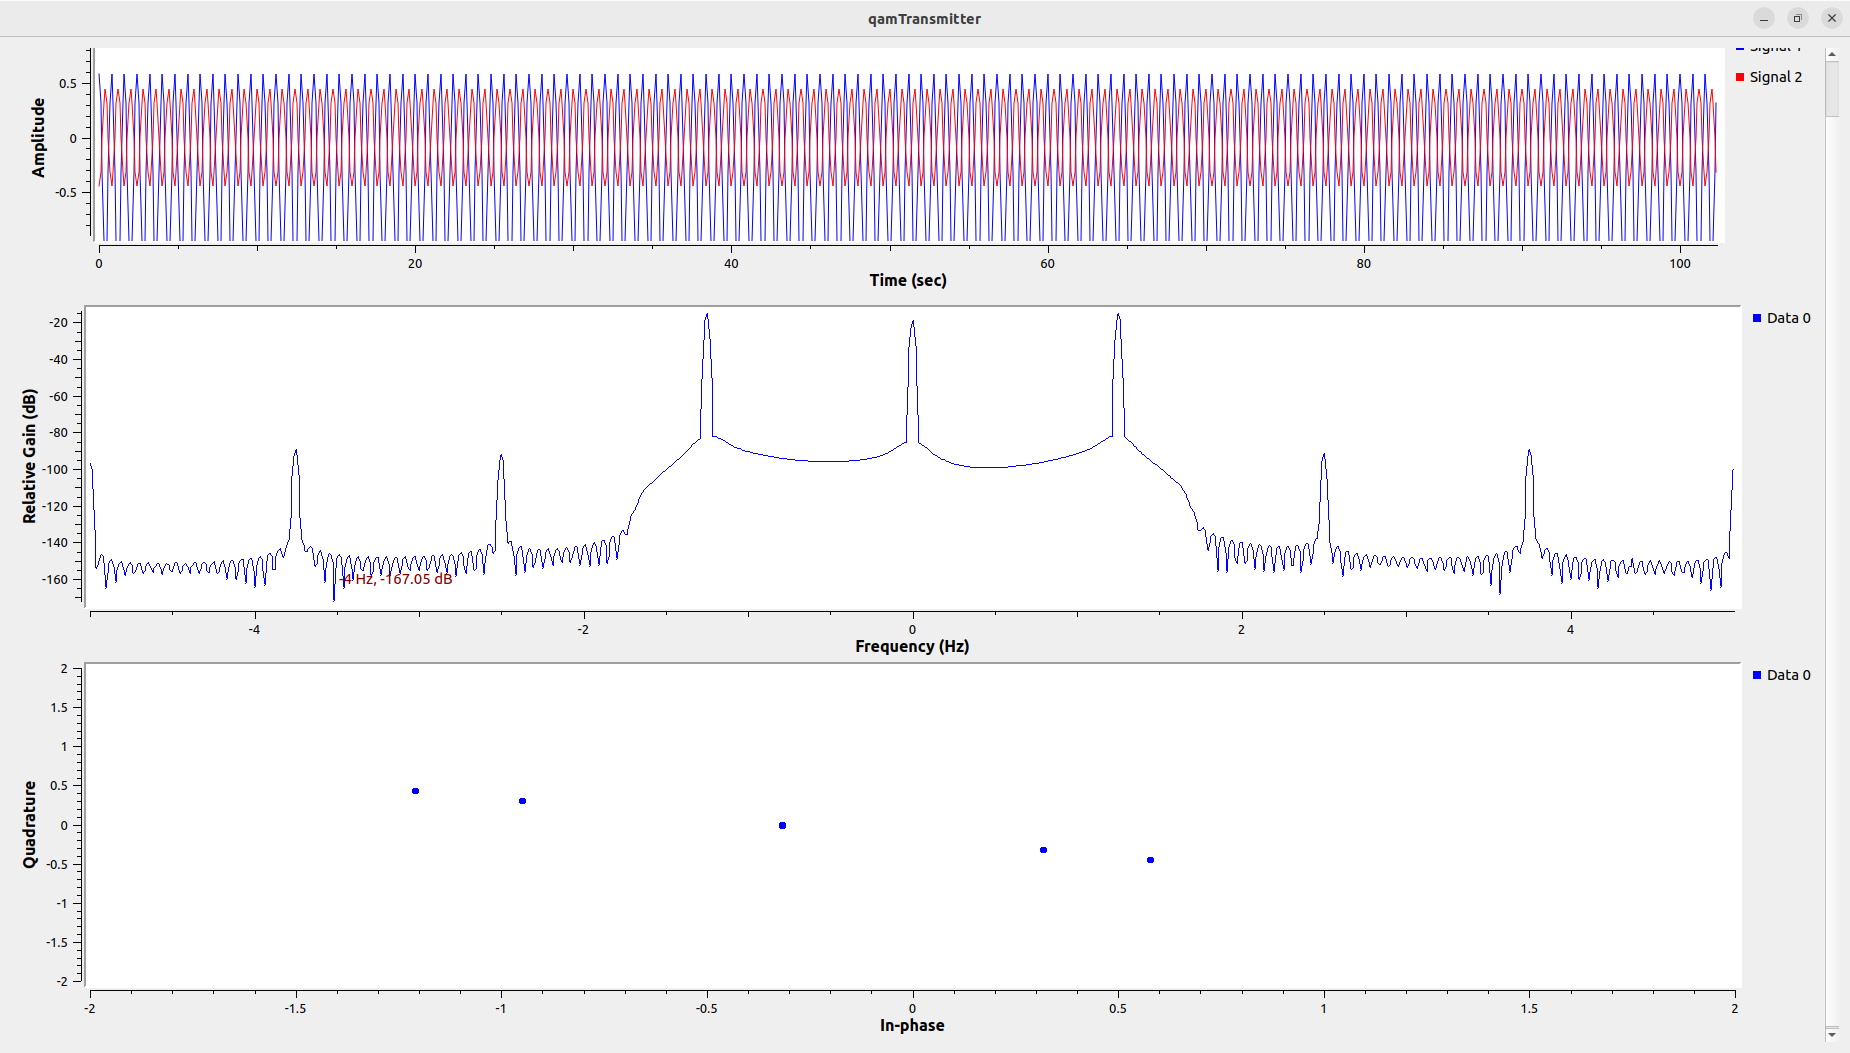 qamTransmitter
Signal 1
Signal 2
0.5
0
-0.5
Amplitude
0 20 40 60 80 100
Time (sec)
Data 0
-20
-40
-60
-80
-100
-120
-140
-160
Relative Gain (dB)
-4 Hz, -167.05 dB
-4 -2 0 2 4
Frequency (Hz)
Data 0
2
1.5
1
0.5
0
-0.5
-1
-1.5
-2
Quadrature
-2 -1.5 -1 -0.5 0 0.5 1 1.5 2
In-phase